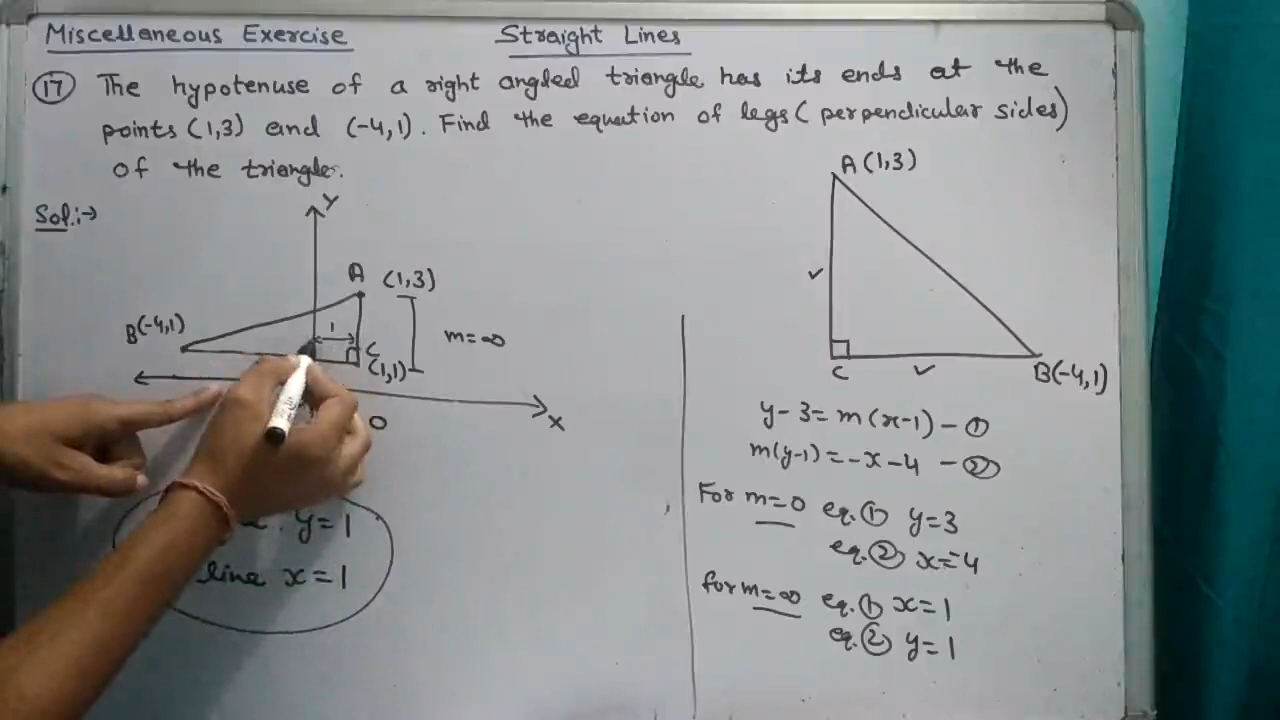 Miscellaneous Exercise
Straight Lines
17 The hypotenuse of a right angled triangle has its ends at the
points (1,3) and (-4,1). Find the equation of legs (perpendicular sides)
of the triangle.
Sol:→
Y
A (1,3)
B(-4,1)
1
C
(1,1)
m=∞
X
O
y=1
line x=1
A (1,3)
C
B(-4,1)
y-3=m(x-1) - ①
m(y-1)=-x-4 - ②
For m=0 eq.① y=3
eq.② x=-4
for m=∞ eq.① x=1
eq.② y=1